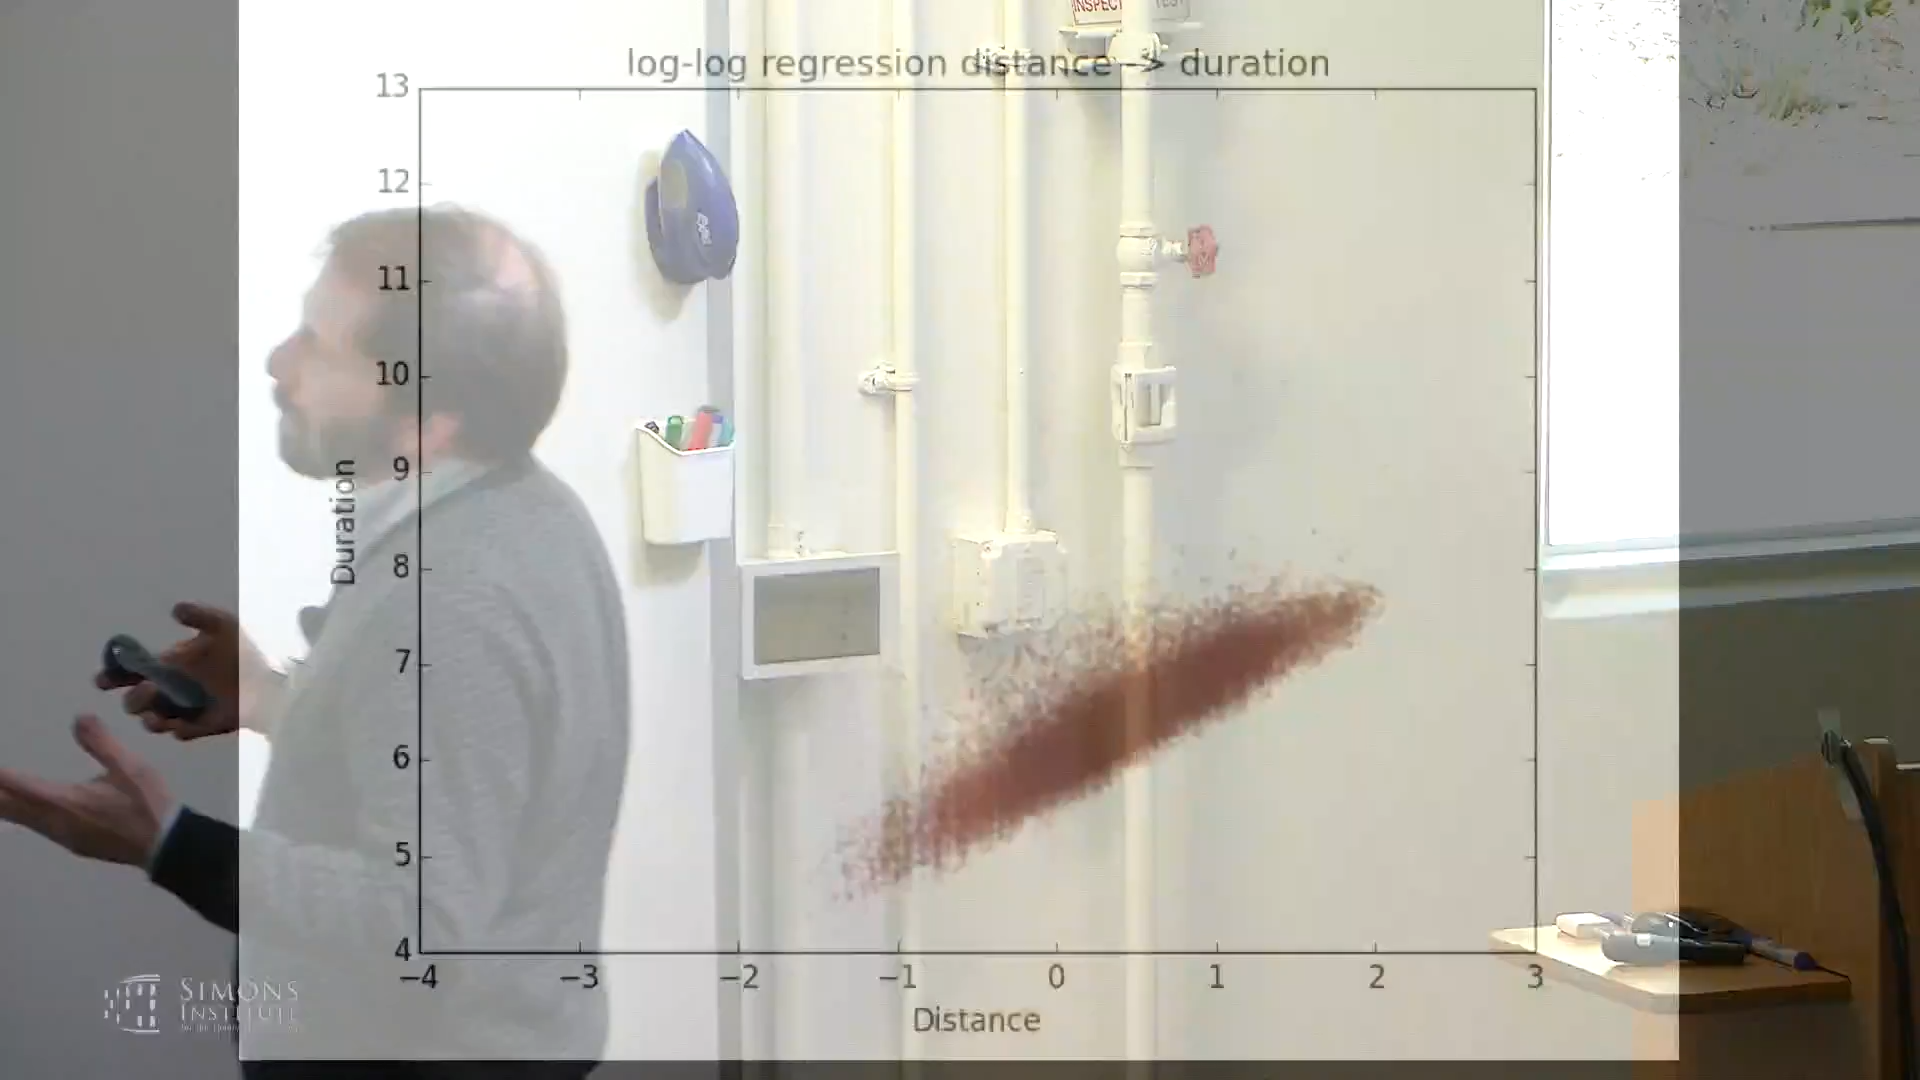 INSPECT
TEST
log-log regression distance -> duration
13
12
11
10
9
8
7
6
5
4
Duration
−4 −3 −2 −1 0 1 2 3
Distance
SIMONS
INSTITUTE